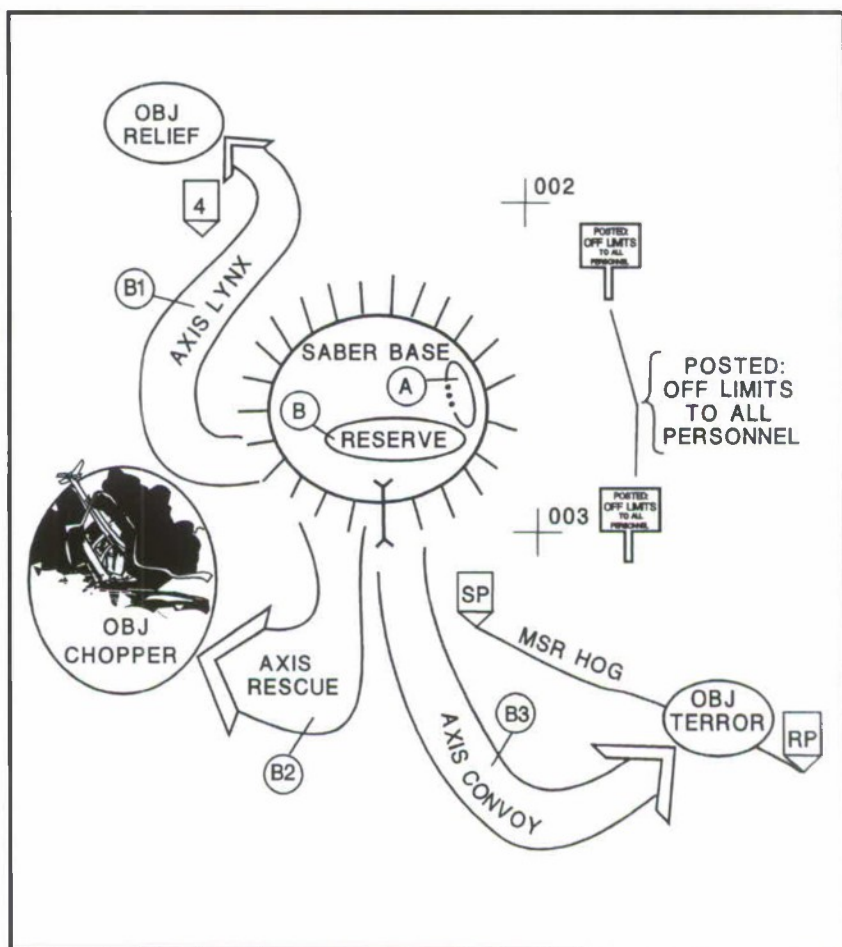 OBJ
RELIEF
4
002
POSTED:
OFF LIMITS
TO ALL
PERSONNEL
B1
AXIS LYNX
SABER BASE
A
B
RESERVE
POSTED:
OFF LIMITS
TO ALL
PERSONNEL
003
POSTED:
OFF LIMITS
TO ALL
PERSONNEL
OBJ
CHOPPER
AXIS
RESCUE
B2
SP
MSR HOG
OBJ
TERROR
RP
B3
AXIS CONVOY